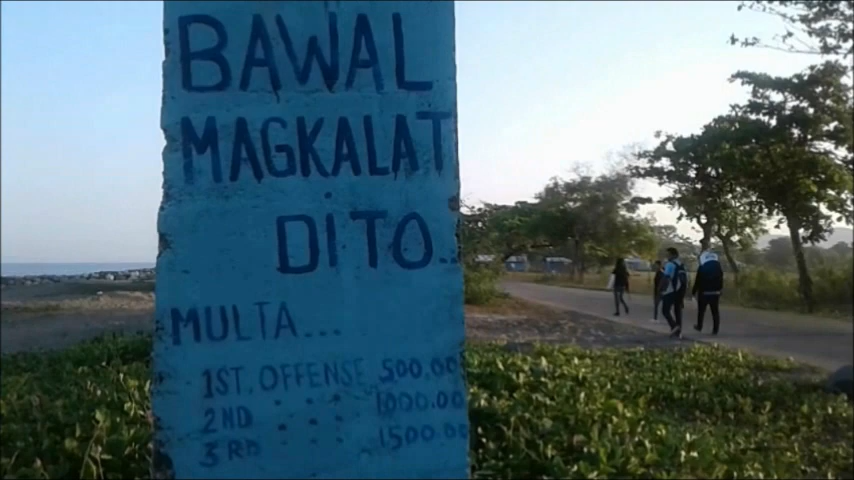 BAWAL
MAGKALAT
DITO..
MULTA...
1ST. OFFENSE 500.00
2ND " " 1000.00
3RD " " 1500.00